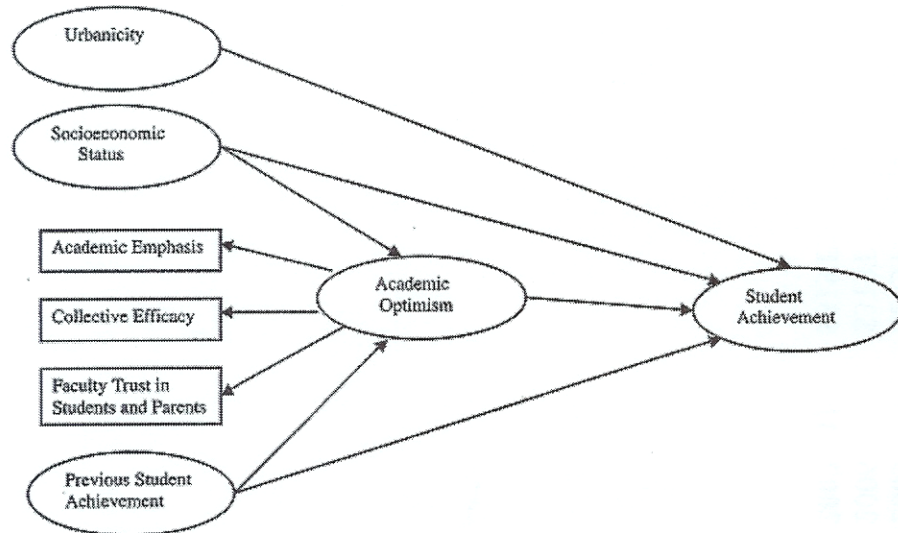 Urbanicity
Socioeconomic
Status
Academic Emphasis
Collective Efficacy
Faculty Trust in
Students and Parents
Previous Student
Achievement
Academic
Optimism
Student
Achievement